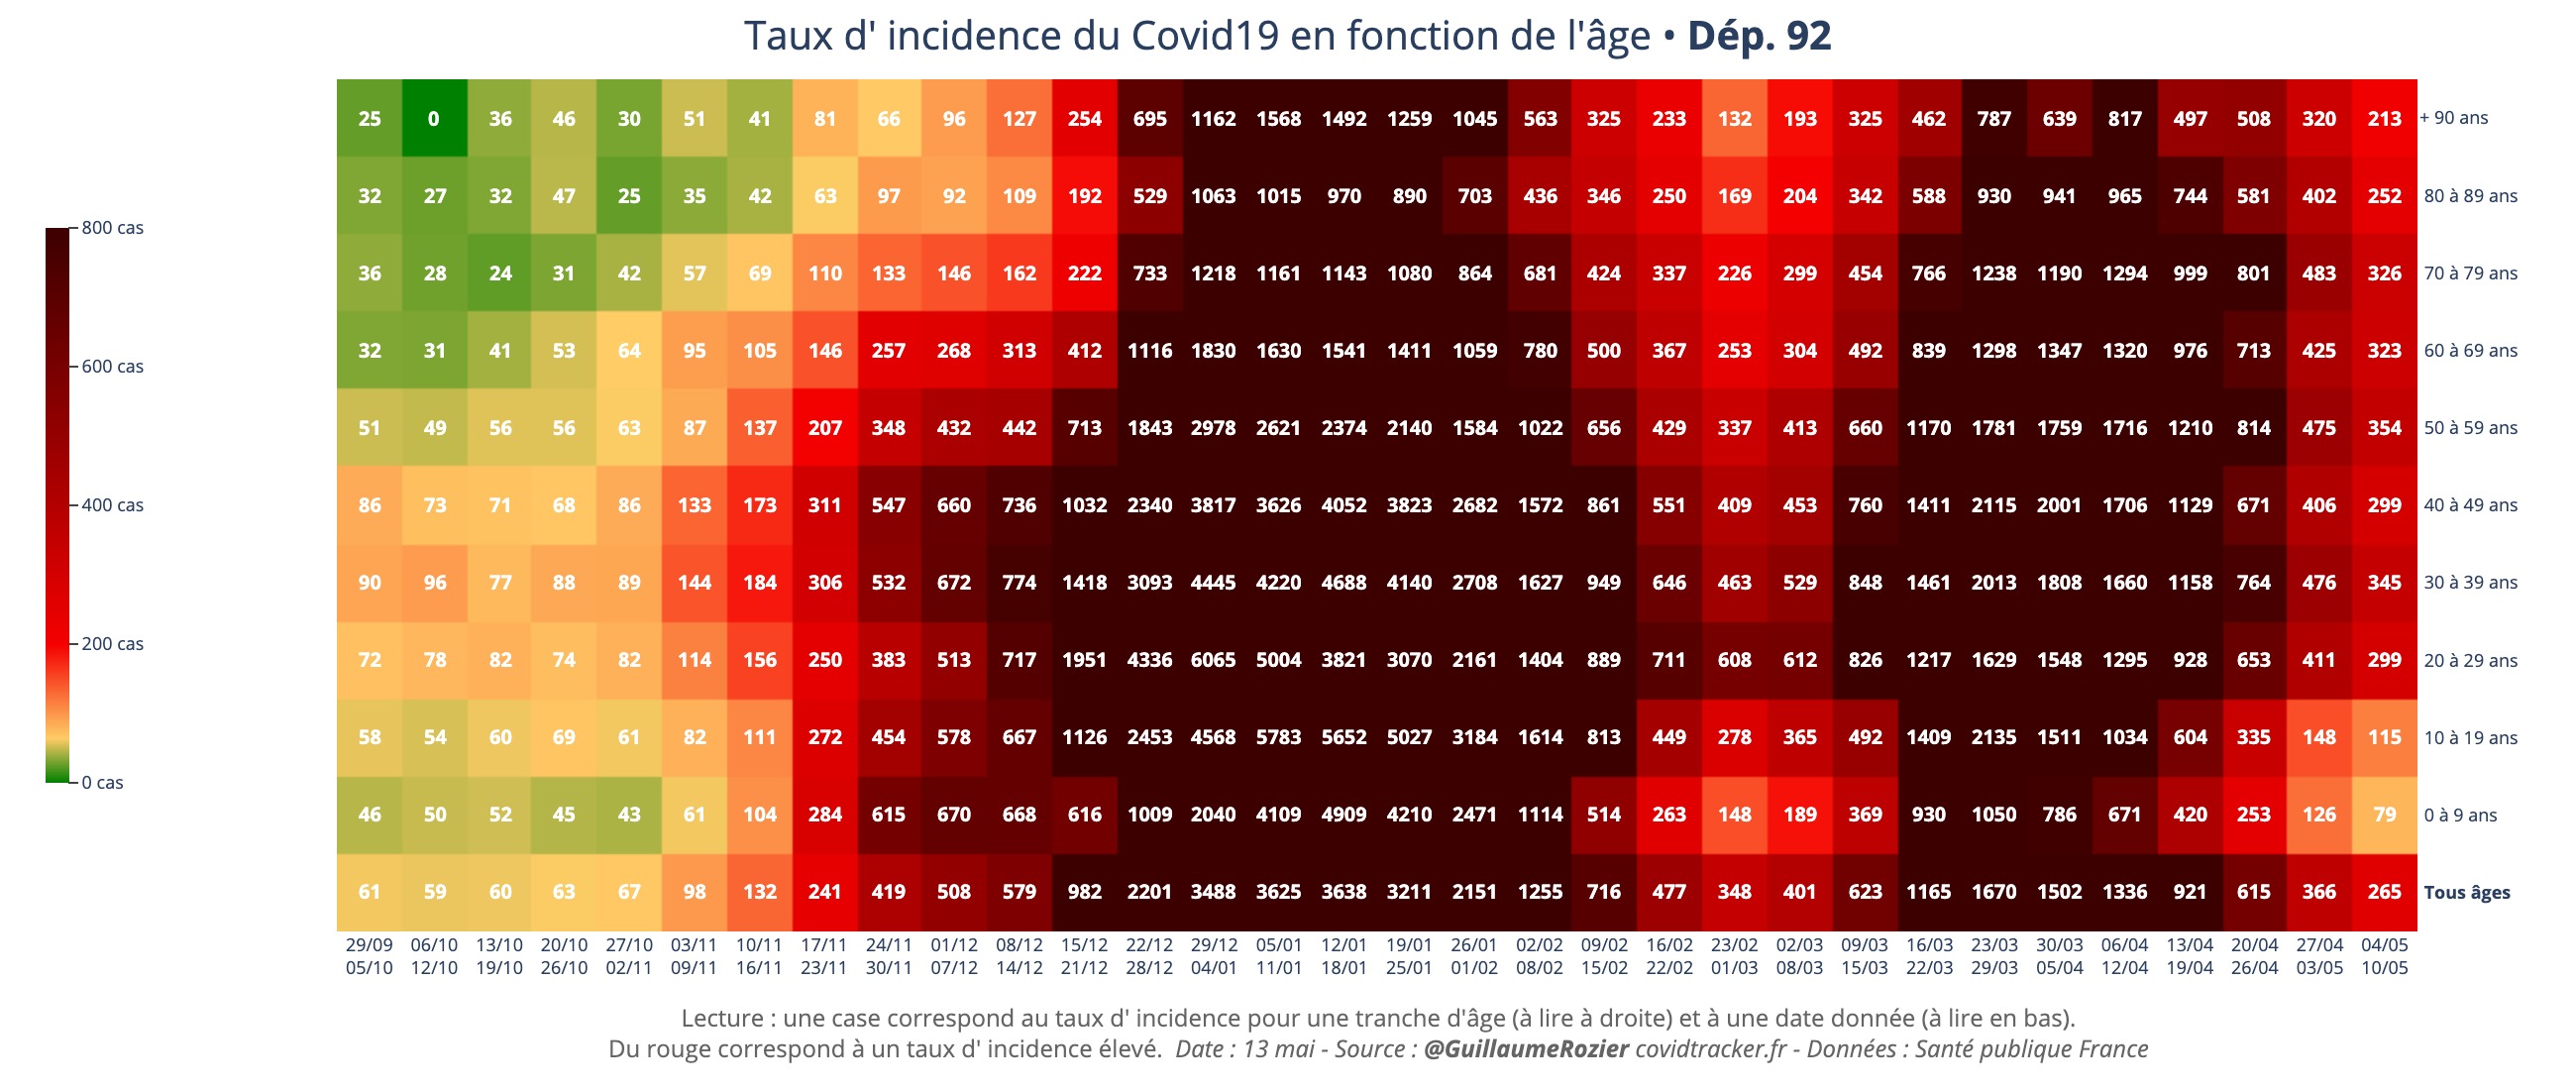 Taux d' incidence du Covid19 en fonction de l'âge • Dép. 92
25 0 36 46 30 51 41 81 66 96 127 254 695 1162 1568 1492 1259 1045 563 325 233 132 193 325 462 787 639 817 497 508 320 213 + 90 ans
32 27 32 47 25 35 42 63 97 92 109 192 529 1063 1015 970 890 703 436 346 250 169 204 342 588 930 941 965 744 581 402 252 80 à 89 ans
800 cas
36 28 24 31 42 57 69 110 133 146 162 222 733 1218 1161 1143 1080 864 681 424 337 226 299 454 766 1238 1190 1294 999 801 483 326 70 à 79 ans
32 31 41 53 64 95 105 146 257 268 313 412 1116 1830 1630 1541 1411 1059 780 500 367 253 304 492 839 1298 1347 1320 976 713 425 323 60 à 69 ans
600 cas
51 49 56 56 63 87 137 207 348 432 442 713 1843 2978 2621 2374 2140 1584 1022 656 429 337 413 660 1170 1781 1759 1716 1210 814 475 354 50 à 59 ans
400 cas
86 73 71 68 86 133 173 311 547 660 736 1032 2340 3817 3626 4052 3823 2682 1572 861 551 409 453 760 1411 2115 2001 1706 1129 671 406 299 40 à 49 ans
90 96 77 88 89 144 184 306 532 672 774 1418 3093 4445 4220 4688 4140 2708 1627 949 646 463 529 848 1461 2013 1808 1660 1158 764 476 345 30 à 39 ans
200 cas
72 78 82 74 82 114 156 250 383 513 717 1951 4336 6065 5004 3821 3070 2161 1404 889 711 608 612 826 1217 1629 1548 1295 928 653 411 299 20 à 29 ans
58 54 60 69 61 82 111 272 454 578 667 1126 2453 4568 5783 5652 5027 3184 1614 813 449 278 365 492 1409 2135 1511 1034 604 335 148 115 10 à 19 ans
0 cas
46 50 52 45 43 61 104 284 615 670 668 616 1009 2040 4109 4909 4210 2471 1114 514 263 148 189 369 930 1050 786 671 420 253 126 79 0 à 9 ans
61 59 60 63 67 98 132 241 419 508 579 982 2201 3488 3625 3638 3211 2151 1255 716 477 348 401 623 1165 1670 1502 1336 921 615 366 265 Tous âges
29/09 06/10 13/10 20/10 27/10 03/11 10/11 17/11 24/11 01/12 08/12 15/12 22/12 29/12 05/01 12/01 19/01 26/01 02/02 09/02 16/02 23/02 02/03 09/03 16/03 23/03 30/03 06/04 13/04 20/04 27/04 04/05
05/10 12/10 19/10 26/10 02/11 09/11 16/11 23/11 30/11 07/12 14/12 21/12 28/12 04/01 11/01 18/01 25/01 01/02 08/02 15/02 22/02 01/03 08/03 15/03 22/03 29/03 05/04 12/04 19/04 26/04 03/05 10/05
Lecture : une case correspond au taux d' incidence pour une tranche d'âge (à lire à droite) et à une date donnée (à lire en bas).
Du rouge correspond à un taux d' incidence élevé. Date : 13 mai - Source : @GuillaumeRozier covidtracker.fr - Données : Santé publique France